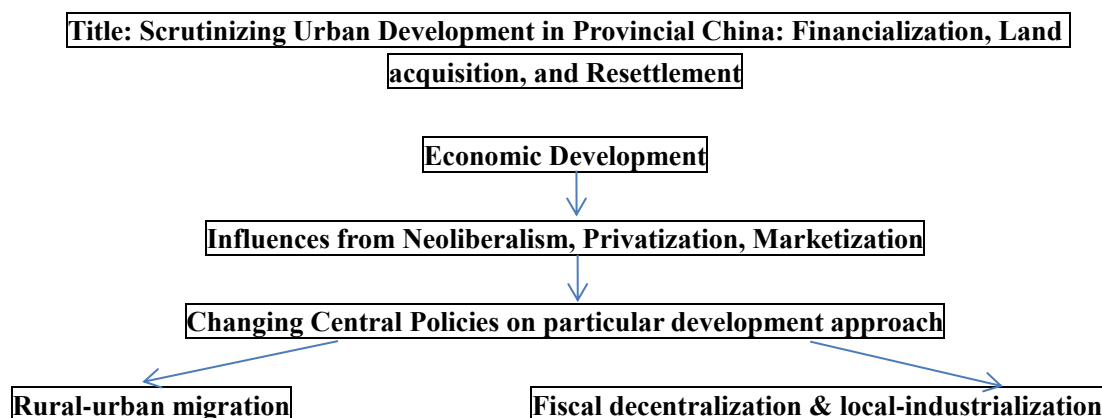 Title: Scrutinizing Urban Development in Provincial China: Financialization, Land
acquisition, and Resettlement
Economic Development
Influences from Neoliberalism, Privatization, Marketization
Changing Central Policies on particular development approach
Rural-urban migration
Fiscal decentralization & local-industrialization